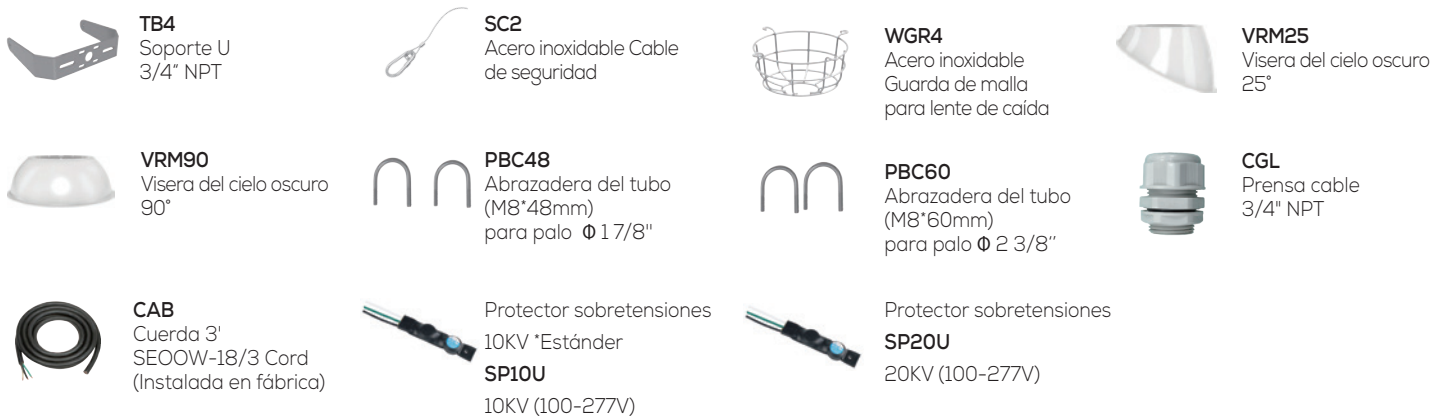 TB4
Soporte U
3/4” NPT
SC2
Acero inoxidable Cable
de seguridad
WGR4
Acero inoxidable
Guarda de malla
para lente de caída
VRM25
Visera del cielo oscuro
25°
VRM90
Visera del cielo oscuro
90°
PBC48
Abrazadera del tubo
(M8*48mm)
para palo Φ 1 7/8"
PBC60
Abrazadera del tubo
(M8*60mm)
para palo Φ 2 3/8’’
CGL
Prensa cable
3/4" NPT
CAB
Cuerda 3'
SEOOW-18/3 Cord
(Instalada en fábrica)
Protector sobretensiones
10KV *Estánder
SP10U
10KV (100-277V)
Protector sobretensiones
SP20U
20KV (100-277V)